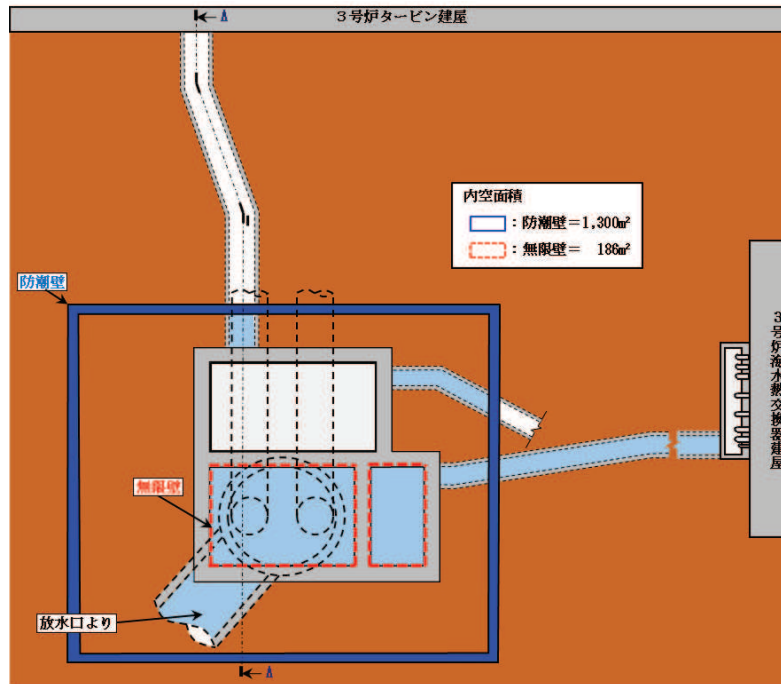 A
３号炉タービン建屋
内空面積
：防潮壁＝1,300m²
：無限壁＝ 186m²
防潮壁
３号炉海水熱交換器建屋
無限壁
放水口より
A